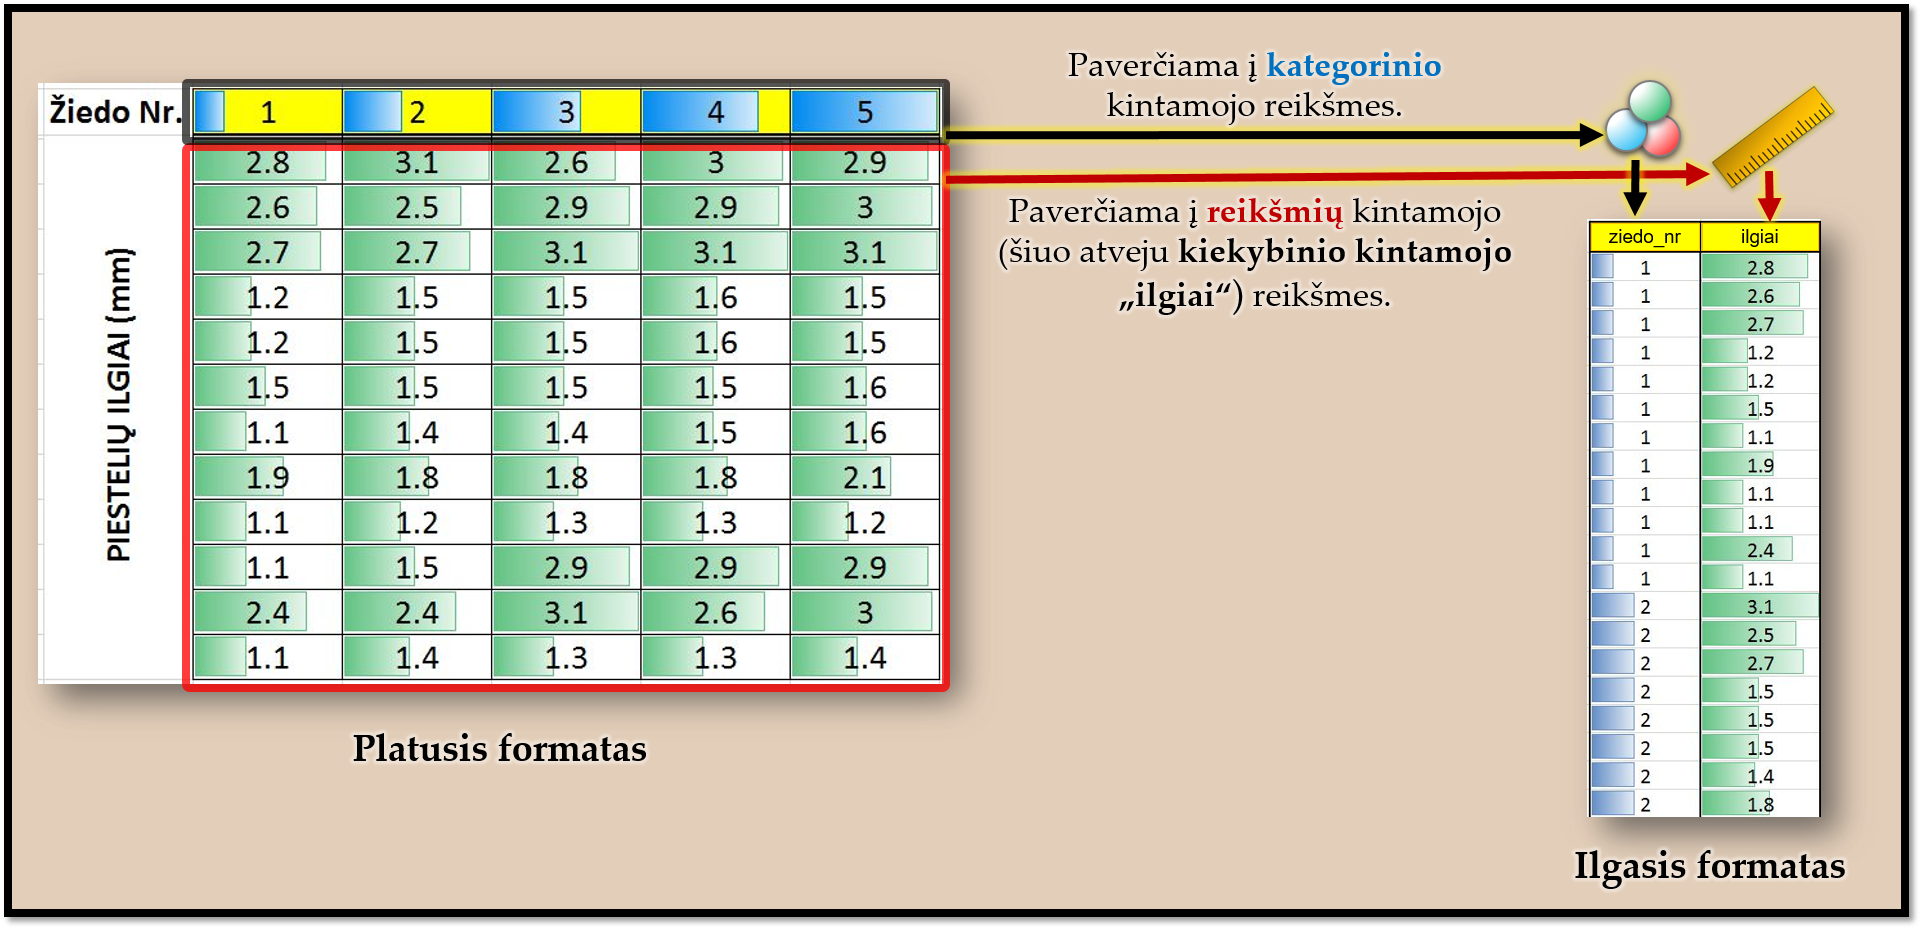 Žiedo Nr. 1 2 3 4 5
PIESTELIŲ ILGIAI (mm)
2.8 3.1 2.6 3 2.9
2.6 2.5 2.9 2.9 3
2.7 2.7 3.1 3.1 3.1
1.2 1.5 1.5 1.6 1.5
1.2 1.5 1.5 1.6 1.5
1.5 1.5 1.5 1.5 1.6
1.1 1.4 1.4 1.5 1.6
1.9 1.8 1.8 1.8 2.1
1.1 1.2 1.3 1.3 1.2
1.1 1.5 2.9 2.9 2.9
2.4 2.4 3.1 2.6 3
1.1 1.4 1.3 1.3 1.4
Platusis formatas
Paverčiama į kategorinio
kintamojo reikšmes.
Paverčiama į reikšmių kintamojo
(šiuo atveju kiekybinio kintamojo
„ilgiai“) reikšmes.
ziedo_nr ilgiai
1 2.8
1 2.6
1 2.7
1 1.2
1 1.2
1 1.5
1 1.1
1 1.9
1 1.1
1 1.1
1 2.4
1 1.1
2 3.1
2 2.5
2 2.7
2 1.5
2 1.5
2 1.5
2 1.4
2 1.8
Ilgasis formatas